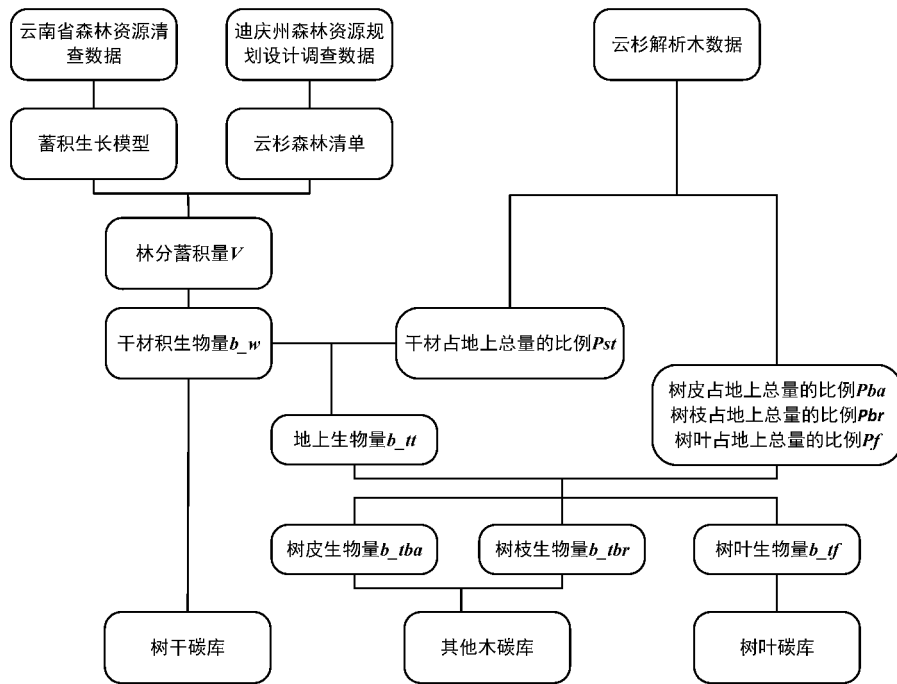 云南省森林资源清
查数据
迪庆州森林资源规
划设计调查数据
云杉解析木数据
蓄积生长模型
云杉森林清单
林分蓄积量V
干材积生物量b_w
干材占地上总量的比例Pst
树皮占地上总量的比例Pba
树枝占地上总量的比例Pbr
树叶占地上总量的比例Pf
地上生物量b_tt
树皮生物量b_tba
树枝生物量b_tbr
树叶生物量b_tf
树干碳库
其他木碳库
树叶碳库